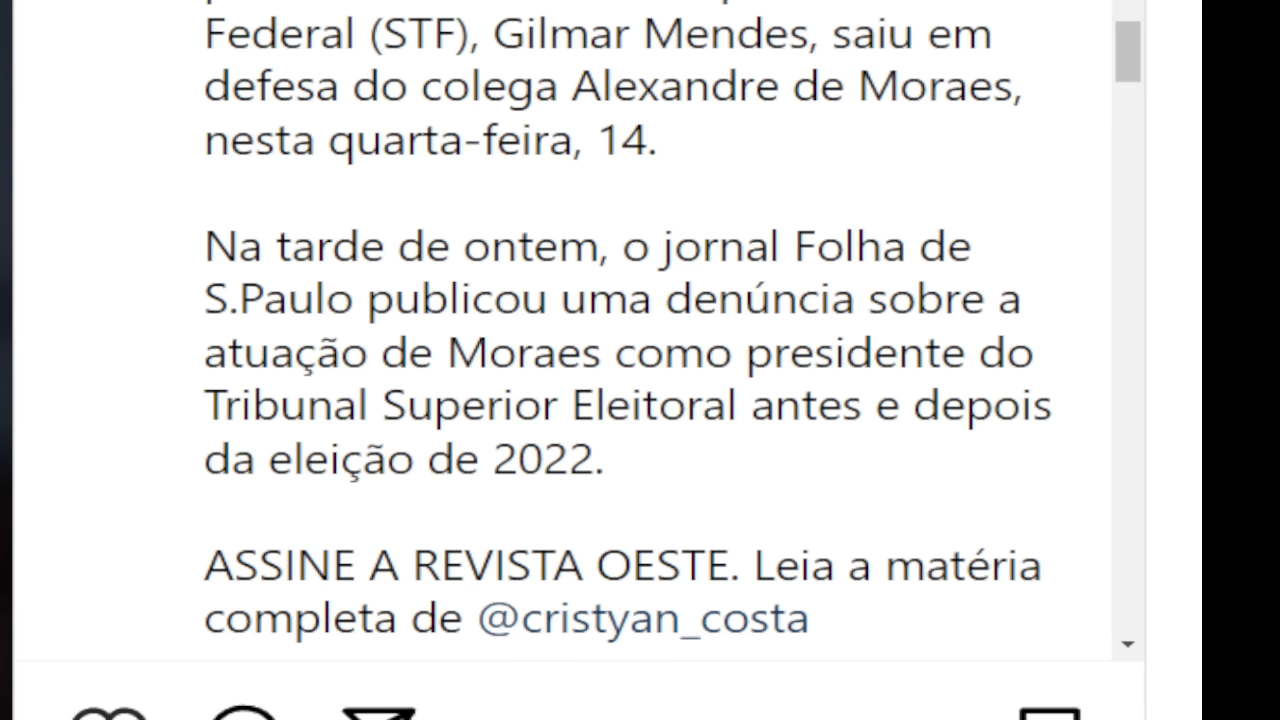 Federal (STF), Gilmar Mendes, saiu em
defesa do colega Alexandre de Moraes,
nesta quarta-feira, 14.
Na tarde de ontem, o jornal Folha de
S.Paulo publicou uma denúncia sobre a
atuação de Moraes como presidente do
Tribunal Superior Eleitoral antes e depois
da eleição de 2022.
ASSINE A REVISTA OESTE. Leia a matéria
completa de @cristyan_costa